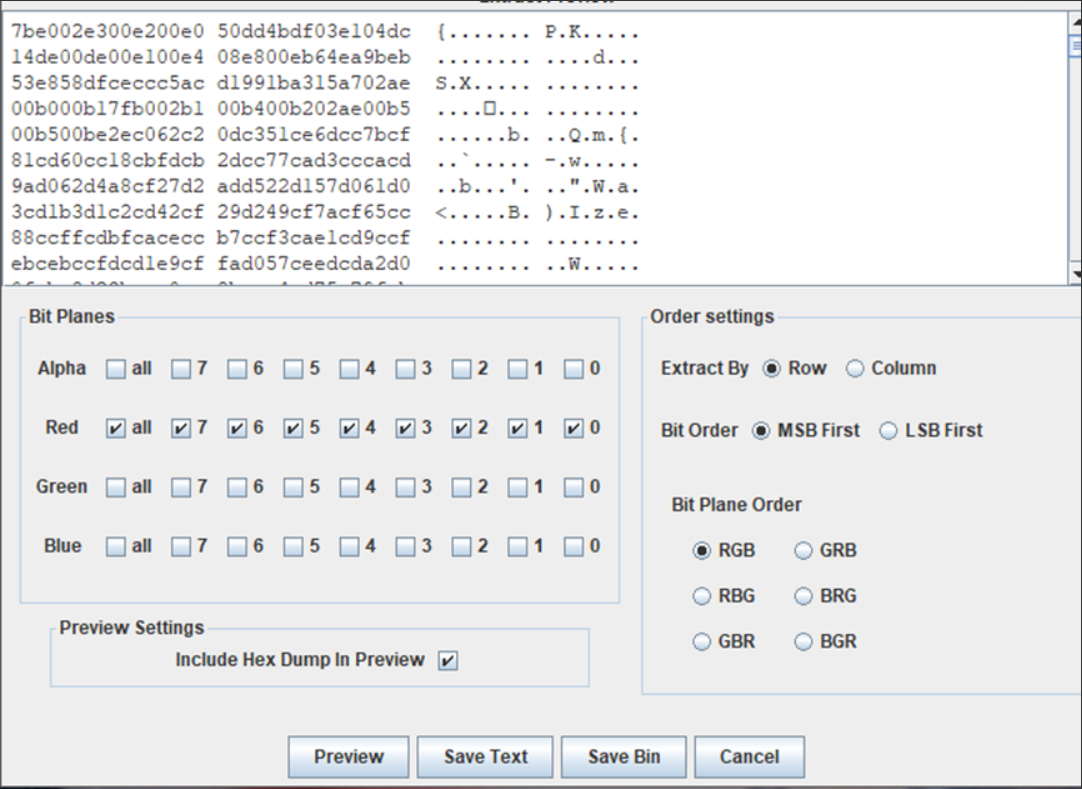 7be002e300e200e0 50dd4bdf03e104dc {....... P.K.....
14de00de00e100e4 08e800eb64ea9beb ........ ....d...
53e858dfceccc5ac d1991ba315a702ae S.X..... ........
00b000b17fb002b1 00b400b202ae00b5 ....□... ........
00b500be2ec062c2 0dc351ce6dcc7bcf ......b. ..Q.m.{.
81cd60cc18cbfdcb 2dcc77cad3cccacd ..`..... -.w.....
9ad062d4a8cf27d2 add522d157d061d0 ..b...'. ..".W.a.
3cd1b3d1c2cd42cf 29d249cf7acf65cc <.....B. ).I.z.e.
88ccffcdbfcacecc b7ccf3cae1cd9ccf ........ ........
ebcebccfdcd1e9cf fad057ceedcda2d0 ........ ..W.....
Bit Planes
Alpha all 7 6 5 4 3 2 1 0
Red all 7 6 5 4 3 2 1 0
Green all 7 6 5 4 3 2 1 0
Blue all 7 6 5 4 3 2 1 0
Preview Settings
Include Hex Dump In Preview
Order settings
Extract By Row Column
Bit Order MSB First LSB First
Bit Plane Order
RGB GRB
RBG BRG
GBR BGR
Preview Save Text Save Bin Cancel